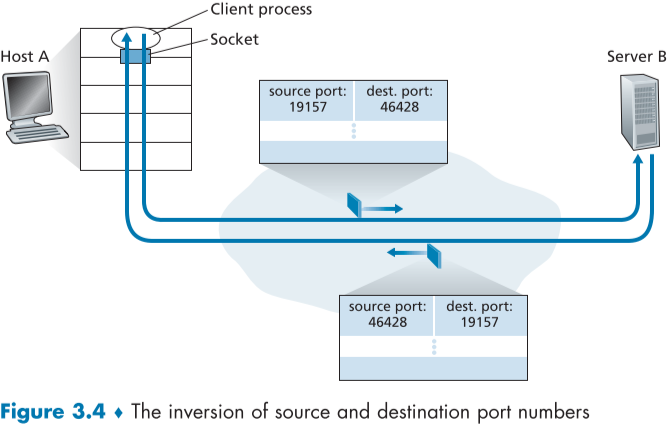 Client process
Socket
Host A
Server B
source port:
19157
dest. port:
46428
source port:
46428
dest. port:
19157
Figure 3.4 ♦ The inversion of source and destination port numbers